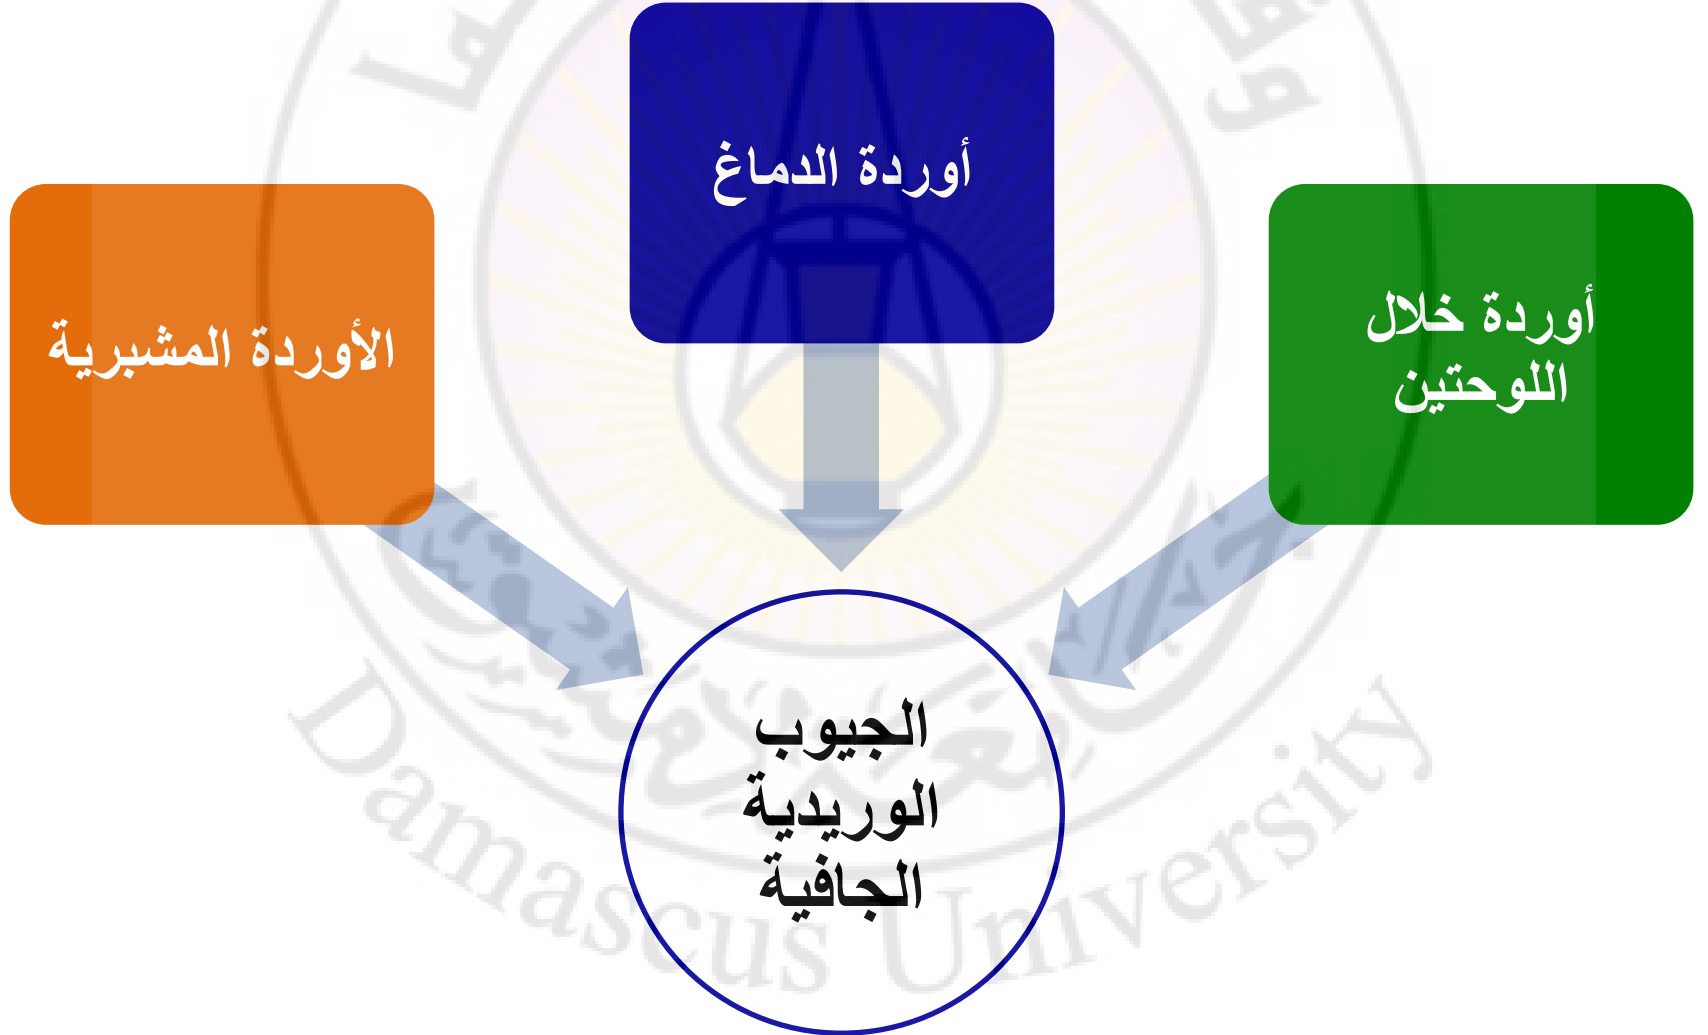 أوردة الدماغ
أوردة خلال
اللوحتين
الأوردة المشبرية
الجيوب
الوريدية
الجافية
Damascus University